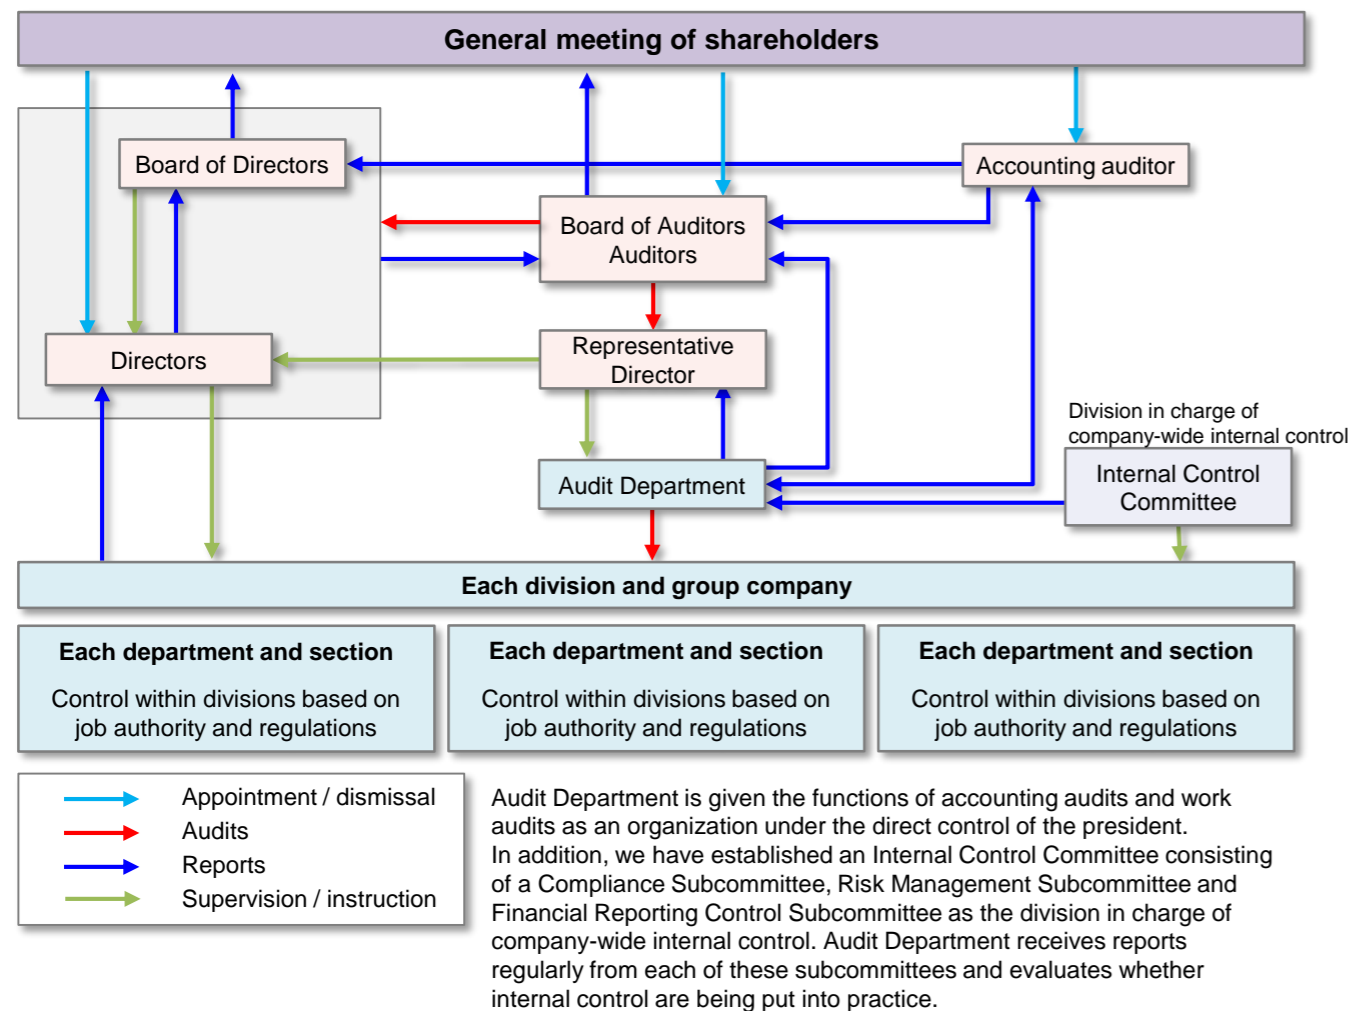 General meeting of shareholders
Board of Directors
Accounting auditor
Board of Auditors
Auditors
Directors
Representative
Director
Division in charge of
company-wide internal control
Internal Control
Committee
Audit Department
Each division and group company
Each department and section
Control within divisions based on
job authority and regulations
Each department and section
Control within divisions based on
job authority and regulations
Each department and section
Control within divisions based on
job authority and regulations
Appointment / dismissal
Audits
Reports
Supervision / instruction
Audit Department is given the functions of accounting audits and work
audits as an organization under the direct control of the president.
In addition, we have established an Internal Control Committee consisting
of a Compliance Subcommittee, Risk Management Subcommittee and
Financial Reporting Control Subcommittee as the division in charge of
company-wide internal control. Audit Department receives reports
regularly from each of these subcommittees and evaluates whether
internal control are being put into practice.